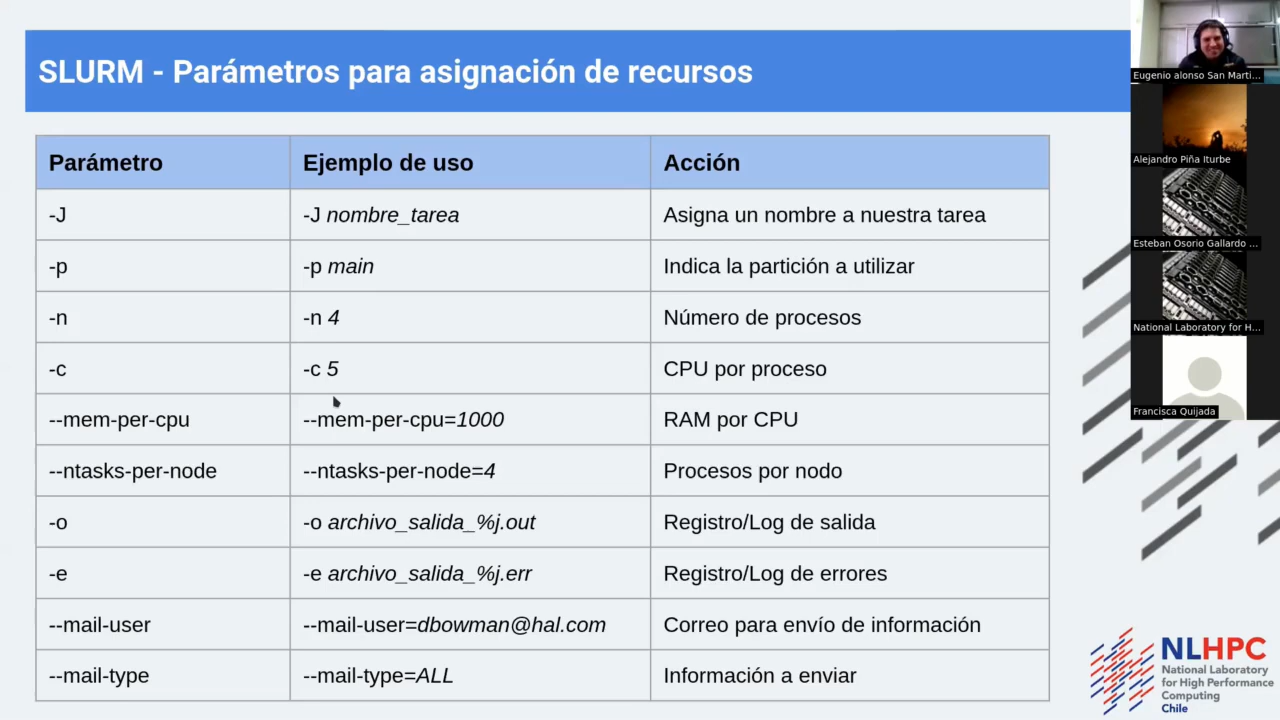 SLURM - Parámetros para asignación de recursos
Parámetro Ejemplo de uso Acción
-J -J nombre_tarea Asigna un nombre a nuestra tarea
-p -p main Indica la partición a utilizar
-n -n 4 Número de procesos
-c -c 5 CPU por proceso
--mem-per-cpu --mem-per-cpu=1000 RAM por CPU
--ntasks-per-node --ntasks-per-node=4 Procesos por nodo
-o -o archivo_salida_%j.out Registro/Log de salida
-e -e archivo_salida_%j.err Registro/Log de errores
--mail-user --mail-user=dbowman@hal.com Correo para envío de información
--mail-type --mail-type=ALL Información a enviar
Eugenio alonso San Marti...
Alejandro Piña Iturbe
Esteban Osorio Gallardo ...
National Laboratory for H...
Francisca Quijada
NLHPC
National Laboratory
for High Performance
Computing
Chile